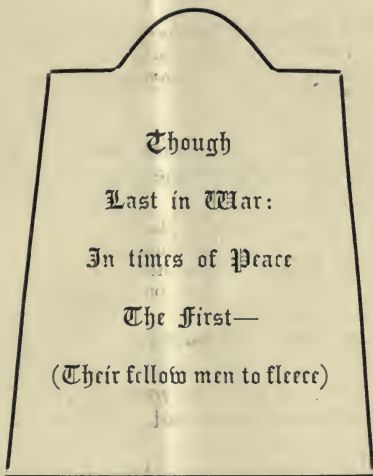 Though
Last in War:
In times of Peace
The First—
(Their fellow men to fleece)